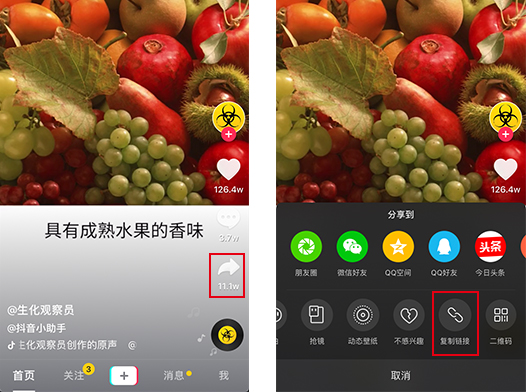 126.4w
具有成熟水果的香味
3.7w
11.1w
@生化观察员
@抖音小助手
生化观察员创作的原声 @
首页
关注
3
消息
我
126.4w
分享到
朋友圈
微信好友
QQ空间
QQ好友
头条
今日头条
抢镜
动态壁纸
不感兴趣
复制链接
二维码
取消